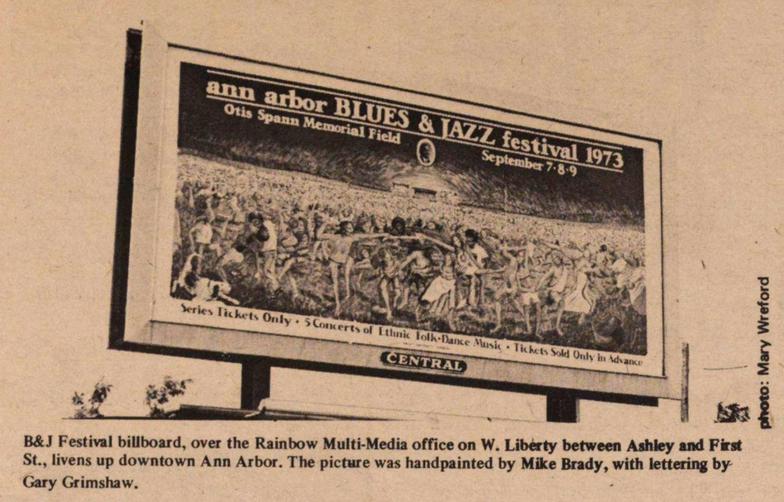 ann arbor BLUES & JAZZ festival 1973
Otis Spann Memorial Field
September 7·8·9
Series Tickets Only • 5 Concerts of Ethnic Folk-Dance Music • Tickets Sold Only in Advance
CENTRAL
photo: Mary Wreford
B&J Festival billboard, over the Rainbow Multi-Media office on W. Liberty between Ashley and First
St., livens up downtown Ann Arbor. The picture was handpainted by Mike Brady, with lettering by
Gary Grimshaw.